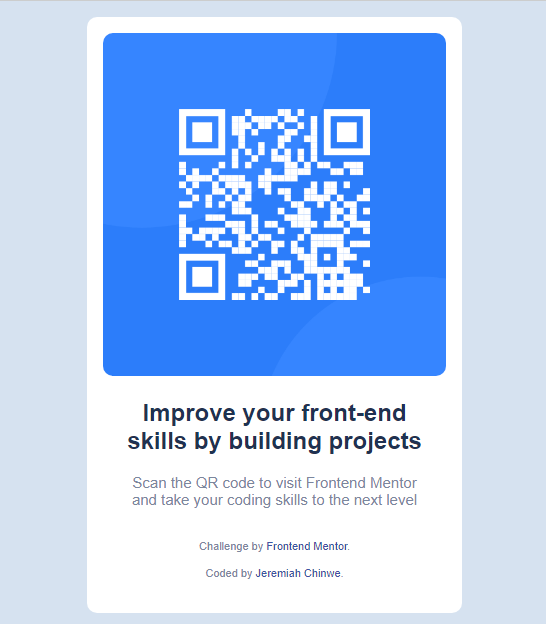 Improve your front-end
skills by building projects
Scan the QR code to visit Frontend Mentor
and take your coding skills to the next level
Challenge by Frontend Mentor.
Coded by Jeremiah Chinwe.